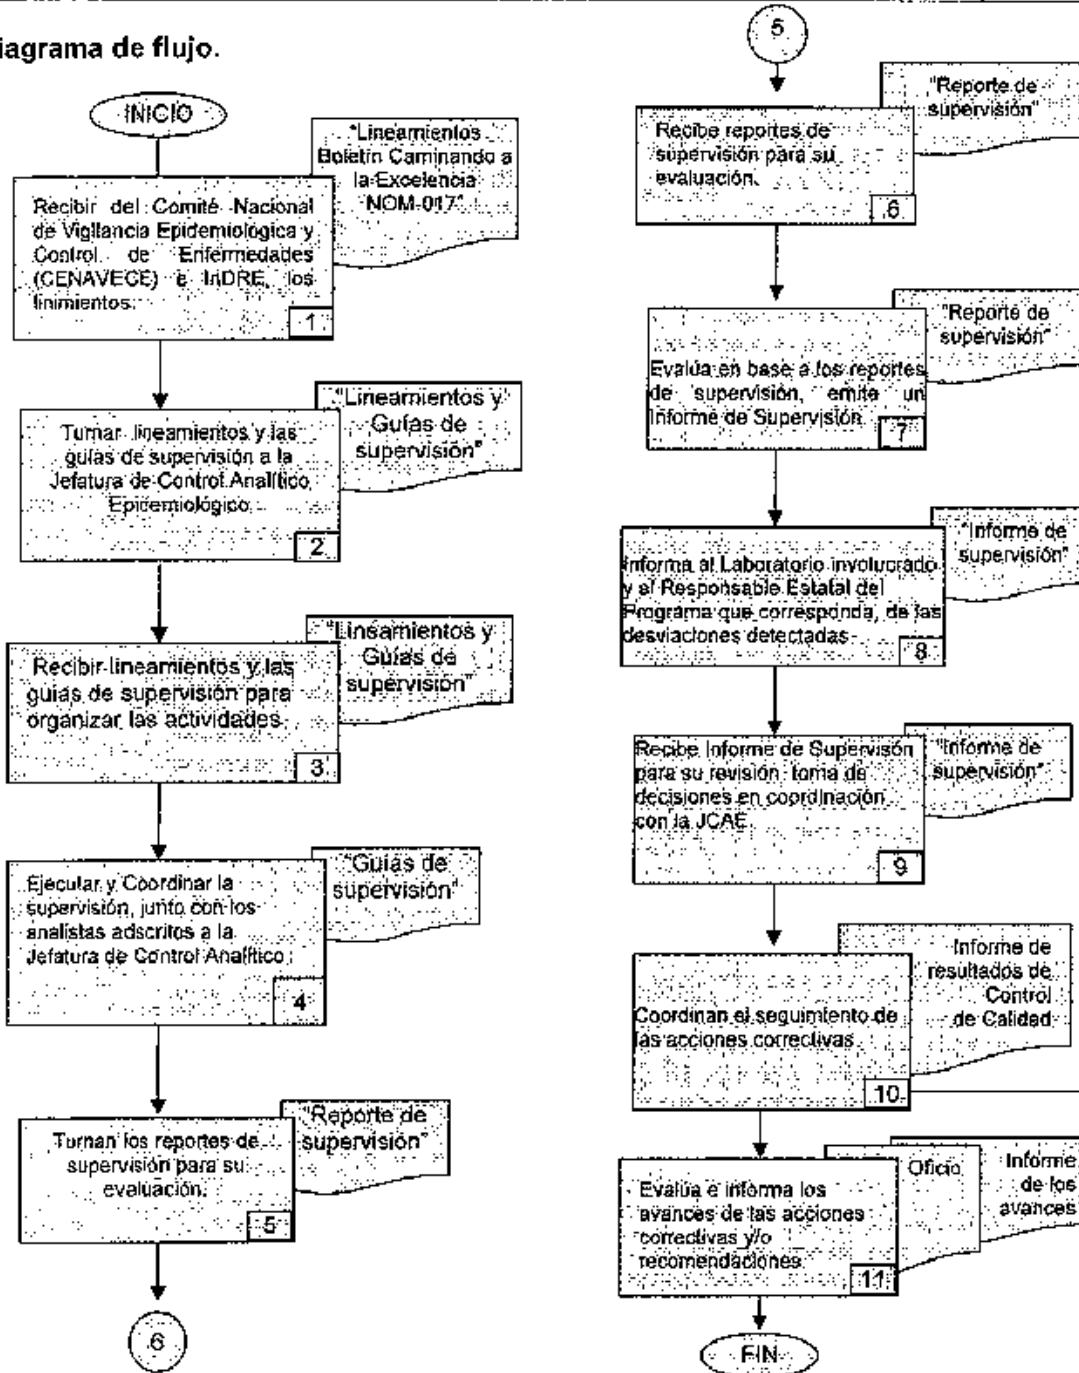 iagrama de flujo.
INICIO
"Lineamientos
Boletín Caminando a
la Excelencia
NOM-017"
Recibir del Comité Nacional
de Vigilancia Epidemiológica y
Control de Enfermedades
(CENAVECE) e InDRE, los
linimientos.
1
Turnar lineamientos y las
guías de supervisión a la
Jefatura de Control Analítico
Epidemiológico
2
"Lineamientos y
Guías de
supervisión"
Recibir lineamientos y las
guías de supervisión para
organizar las actividades.
3
"Lineamientos y
Guías de
supervisión"
Ejecutar y Coordinar la
supervisión, junto con los
analistas adscritos a la
Jefatura de Control Analítico
4
"Guías de
supervisión"
Turnan los reportes de
supervisión para su
evaluación.
5
"Reporte de
supervisión"
6
5
Recibe reportes de
supervisión para su
evaluación.
6
"Reporte de
supervisión"
Evalúa en base a los reportes
de supervisión, emite un
Informe de Supervisión
7
"Reporte de
supervisión"
Informa al Laboratorio involucrado
y al Responsable Estatal del
Programa que corresponda, de las
desviaciones detectadas
8
"Informe de
supervisión"
Recibe Informe de Supervisón
para su revisión toma de
decisiones en coordinación
con la JCAE
9
"Informe de
supervisión"
Coordinan el seguimiento de
las acciones correctivas
10
Informe de
resultados de
Control
de Calidad
Evalúa e informa los
avances de las acciones
correctivas y/o
recomendaciones
11
Oficio
Informe
de los
avances
FIN